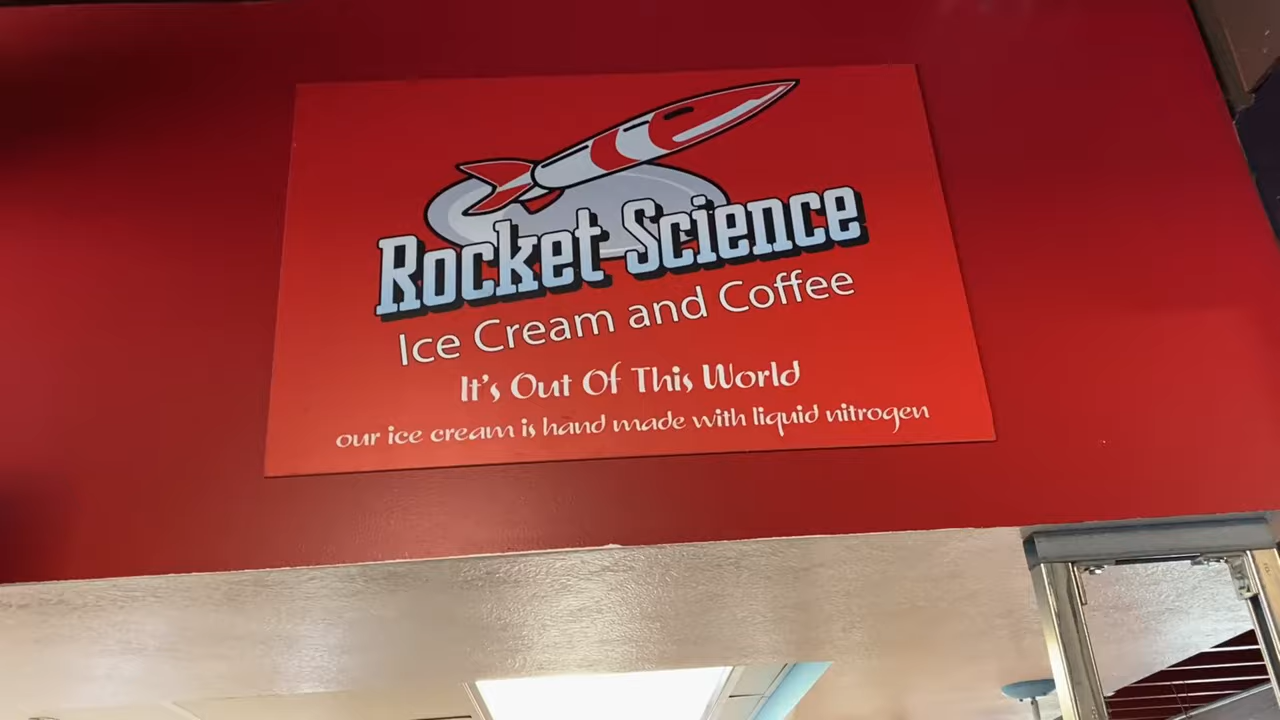 Rocket Science
Ice Cream and Coffee
It's Out Of This World
our ice cream is hand made with liquid nitrogen